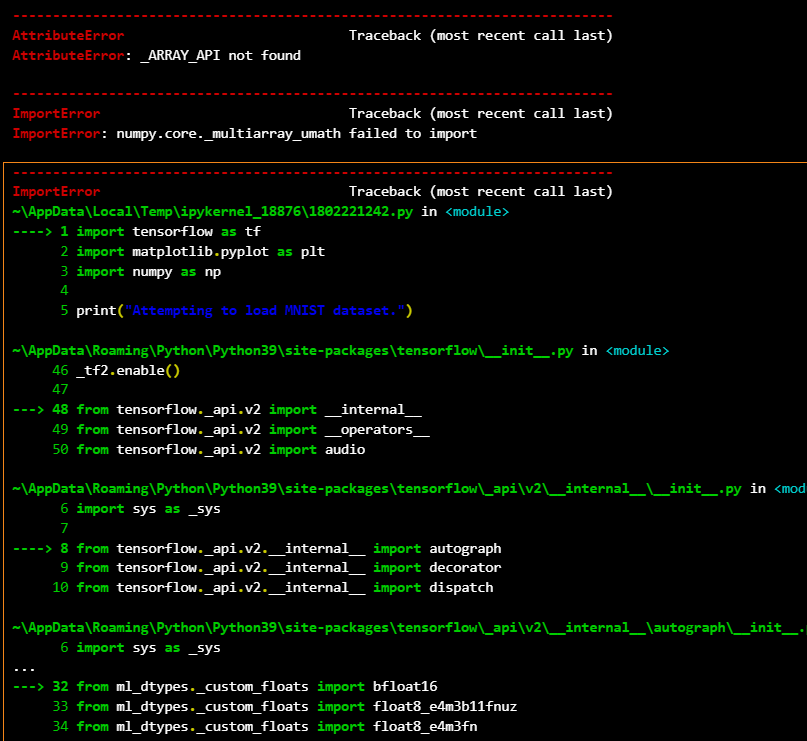 ---------------------------------------------------------------------------
AttributeError                            Traceback (most recent call last)
AttributeError: _ARRAY_API not found
---------------------------------------------------------------------------
ImportError                               Traceback (most recent call last)
ImportError: numpy.core._multiarray_umath failed to import
---------------------------------------------------------------------------
ImportError                               Traceback (most recent call last)
~\AppData\Local\Temp\ipykernel_18876\1802221242.py in <module>
----> 1 import tensorflow as tf
      2 import matplotlib.pyplot as plt
      3 import numpy as np
      4
      5 print("Attempting to load MNIST dataset.")
~\AppData\Roaming\Python\Python39\site-packages\tensorflow\__init__.py in <module>
     46 _tf2.enable()
     47
---> 48 from tensorflow._api.v2 import __internal__
     49 from tensorflow._api.v2 import __operators__
     50 from tensorflow._api.v2 import audio
~\AppData\Roaming\Python\Python39\site-packages\tensorflow\_api\v2\__internal__\__init__.py in <mod
      6 import sys as _sys
      7
----> 8 from tensorflow._api.v2.__internal__ import autograph
      9 from tensorflow._api.v2.__internal__ import decorator
     10 from tensorflow._api.v2.__internal__ import dispatch
~\AppData\Roaming\Python\Python39\site-packages\tensorflow\_api\v2\__internal__\autograph\__init__.
      6 import sys as _sys
...
---> 32 from ml_dtypes._custom_floats import bfloat16
     33 from ml_dtypes._custom_floats import float8_e4m3b11fnuz
     34 from ml_dtypes._custom_floats import float8_e4m3fn